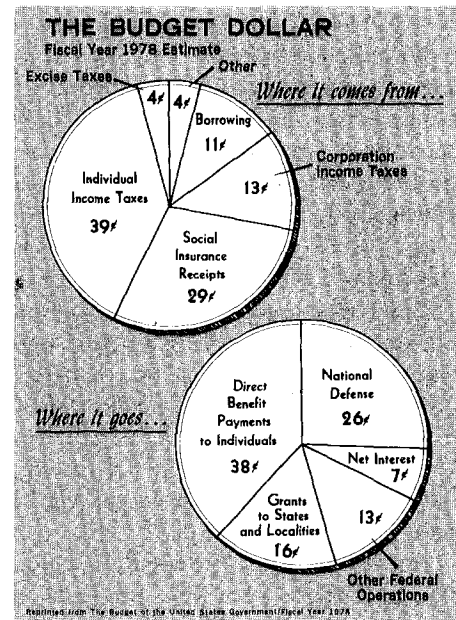 THE BUDGET DOLLAR
Fiscal Year 1978 Estimate
Excise Taxes
Other
Where it comes from...
4¢
4¢
Borrowing
11¢
Corporation
Income Taxes
13¢
Individual
Income Taxes
39¢
Social
Insurance
Receipts
29¢
Where it goes...
Direct
Benefit
Payments
to Individuals
38¢
National
Defense
26¢
Net Interest
7¢
Grants
to States
and Localities
16¢
13¢
Other Federal
Operations
Reprinted from The Budget of the United States Government/Fiscal Year 1978